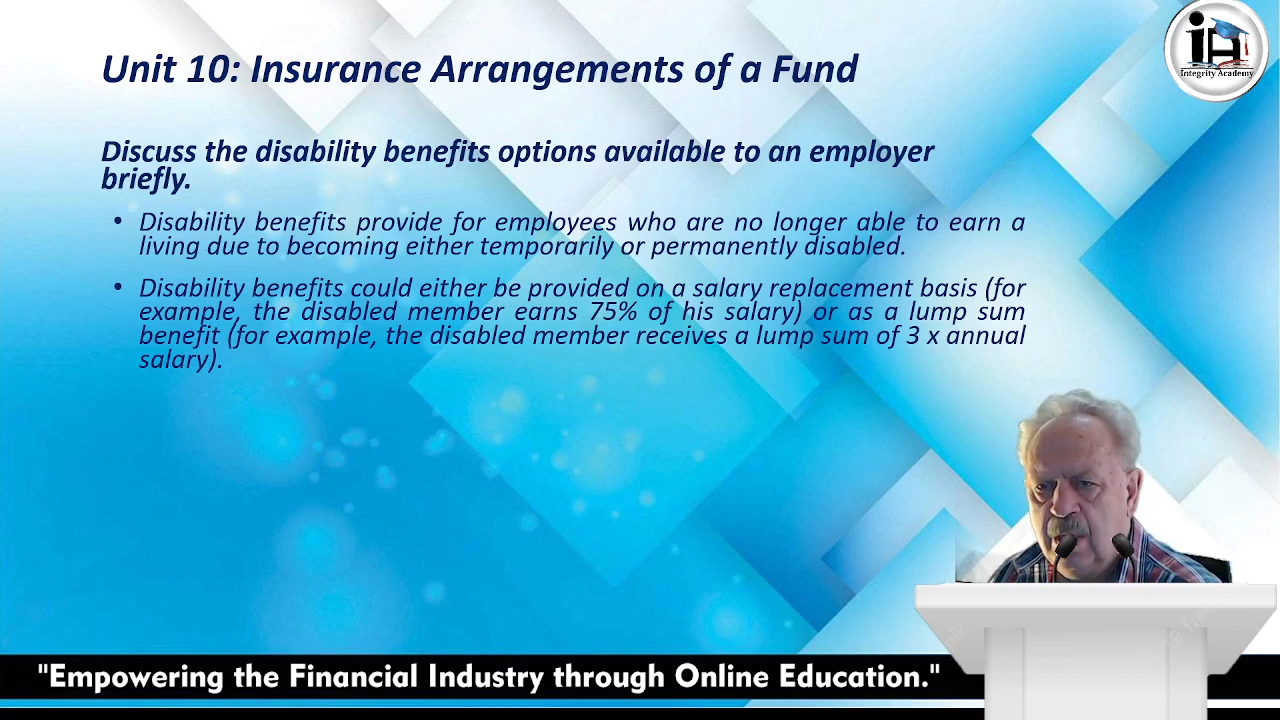 Unit 10: Insurance Arrangements of a Fund
iA
Integrity Academy
Discuss the disability benefits options available to an employer
briefly.
• Disability benefits provide for employees who are no longer able to earn a
living due to becoming either temporarily or permanently disabled.
• Disability benefits could either be provided on a salary replacement basis (for
example, the disabled member earns 75% of his salary) or as a lump sum
benefit (for example, the disabled member receives a lump sum of 3 x annual
salary).
"Empowering the Financial Industry through Online Education."